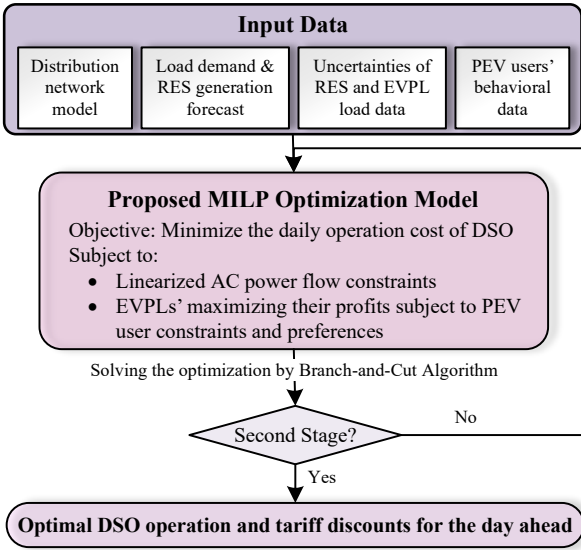 Input Data
Distribution
network
model
Load demand &
RES generation
forecast
Uncertainties of
RES and EVPL
load data
PEV users'
behavioral
data
Proposed MILP Optimization Model
Objective: Minimize the daily operation cost of DSO
Subject to:
• Linearized AC power flow constraints
• EVPLs' maximizing their profits subject to PEV
user constraints and preferences
Solving the optimization by Branch-and-Cut Algorithm
Second Stage?
No
Yes
Optimal DSO operation and tariff discounts for the day ahead